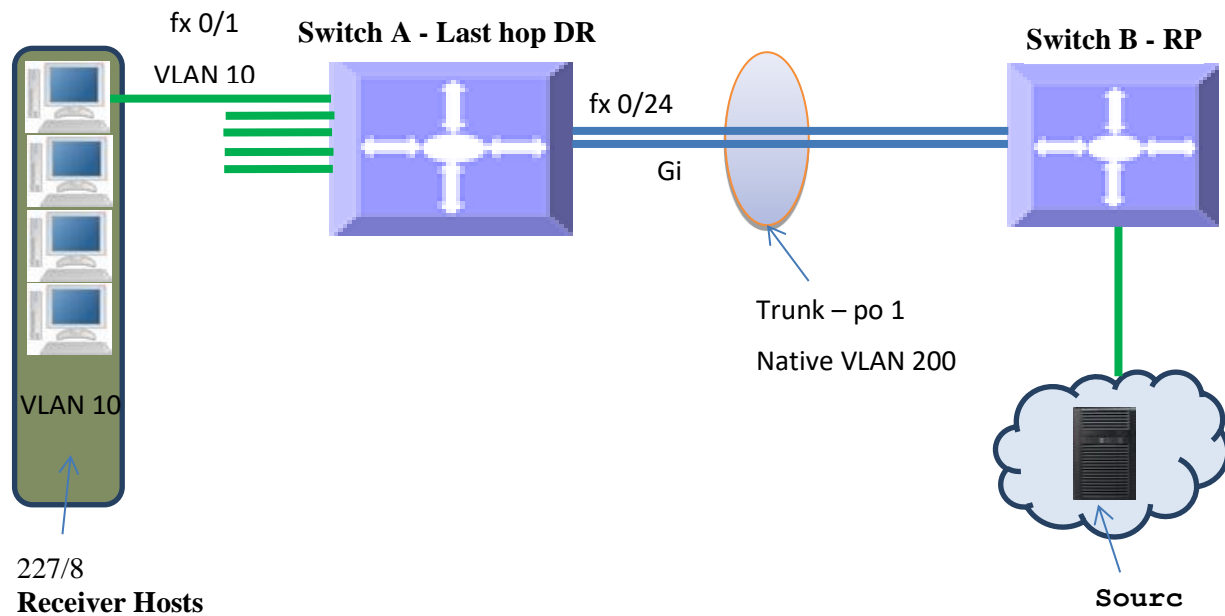 fx 0/1
Switch A - Last hop DR
Switch B - RP
VLAN 10
fx 0/24
Gi
Trunk – po 1
Native VLAN 200
VLAN 10
227/8
Receiver Hosts
Sourc